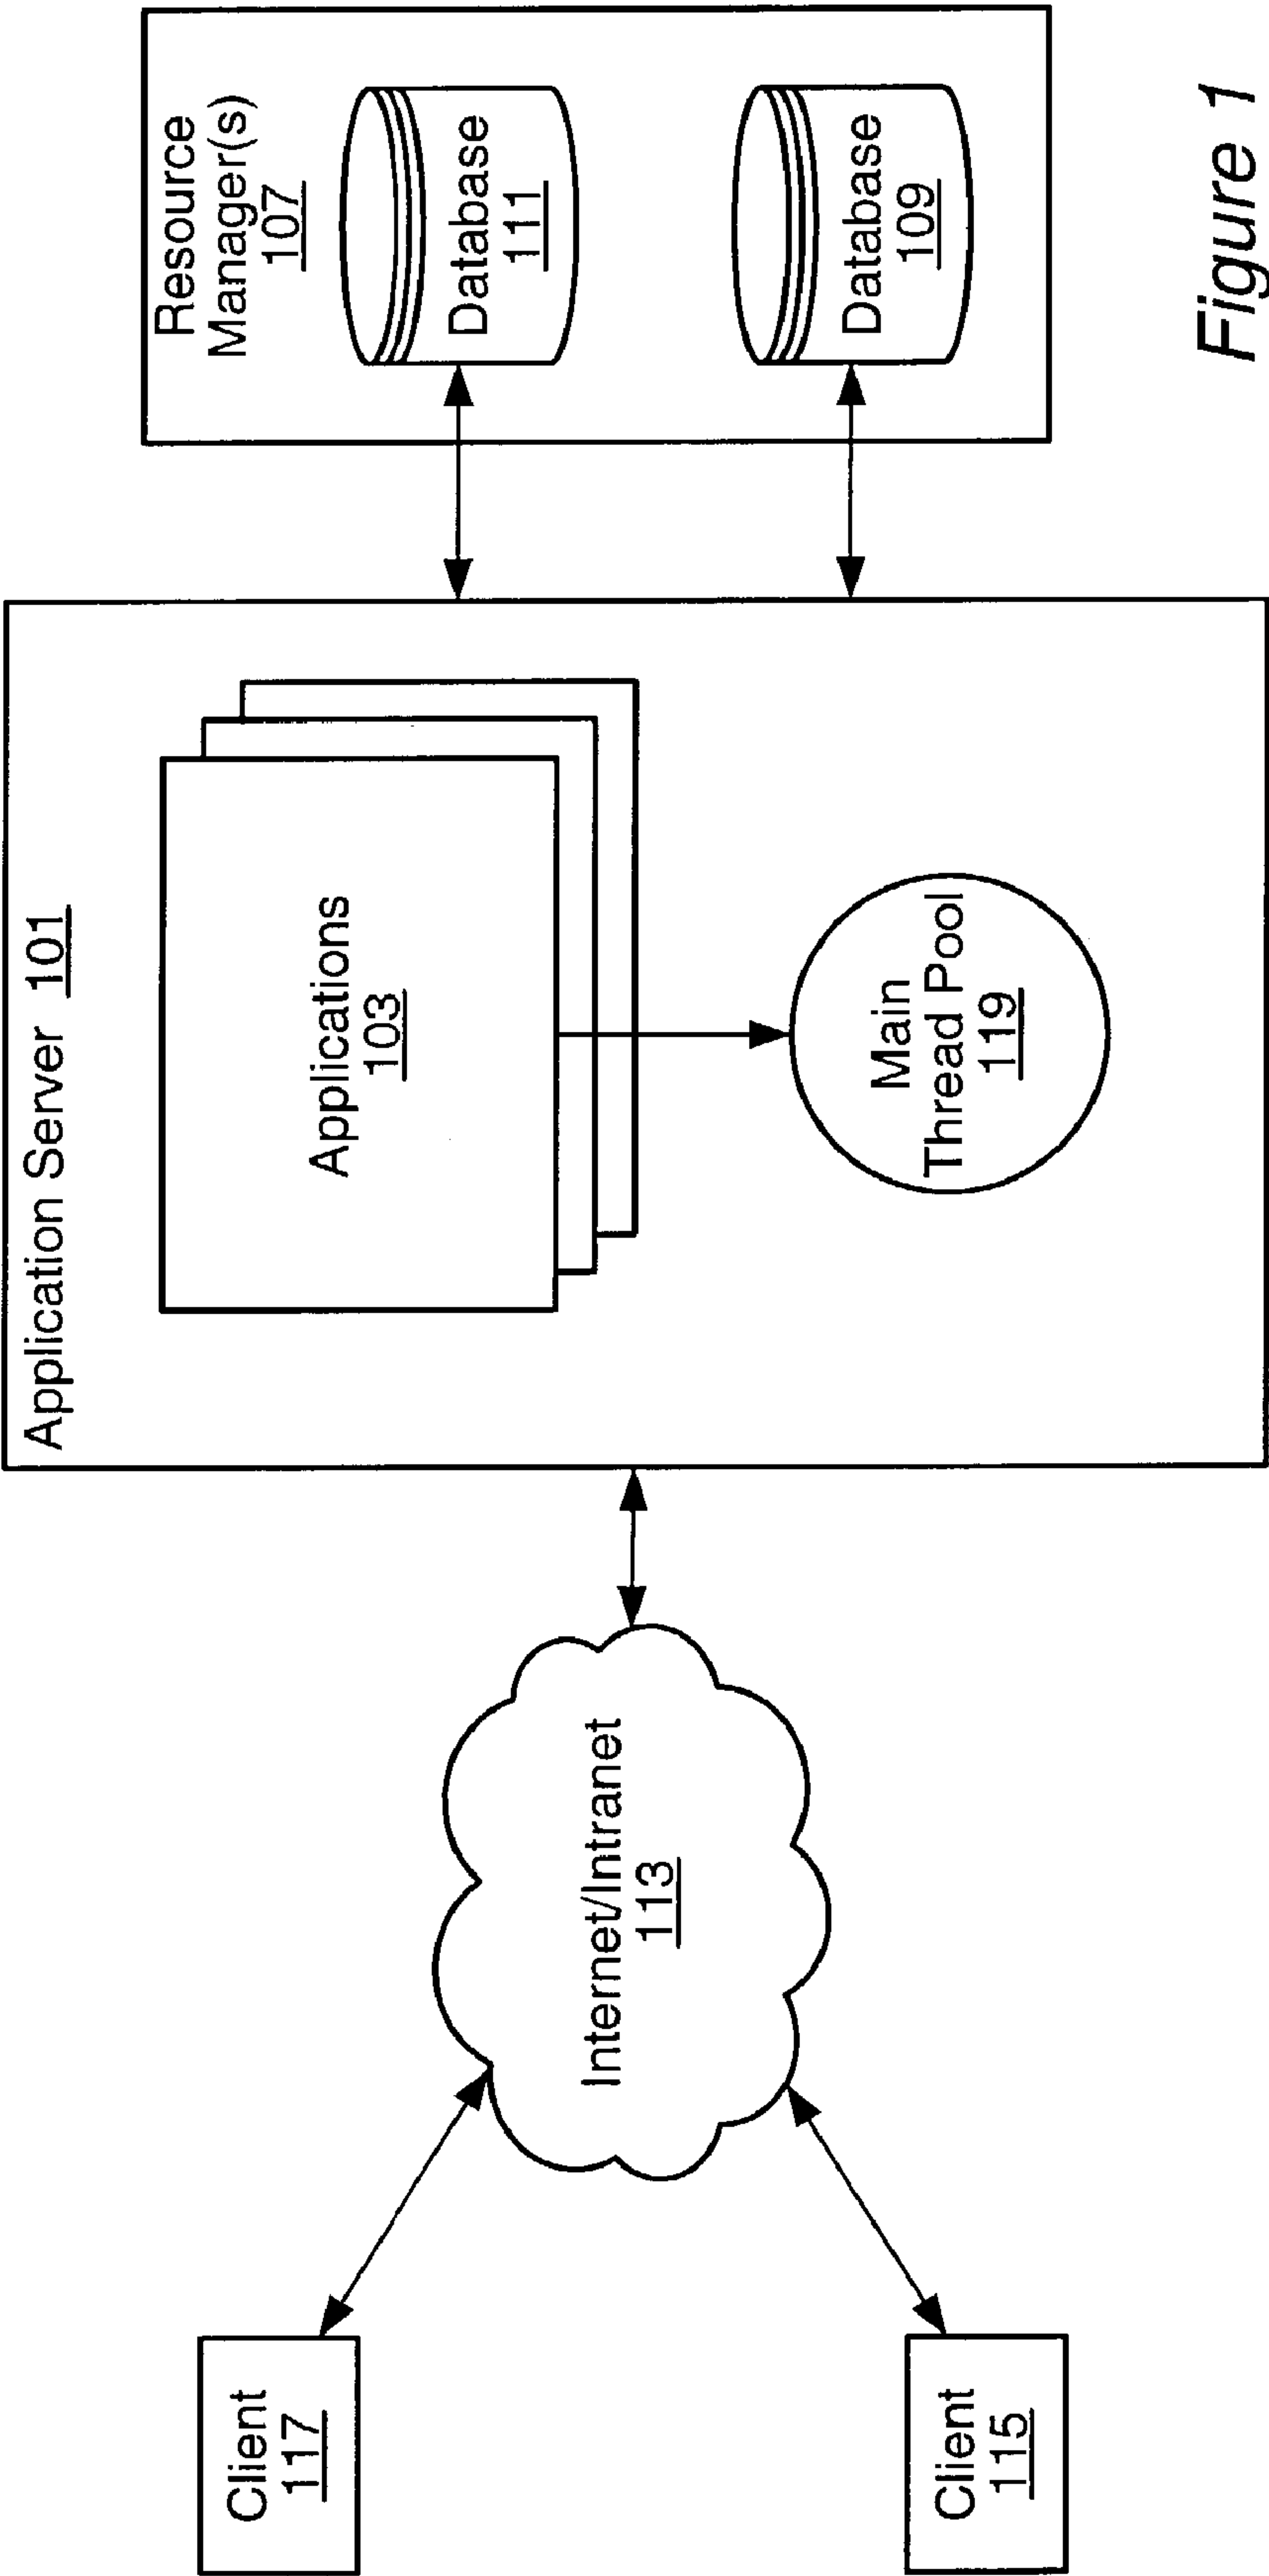 Application Server 101
Applications
103
Main
Thread Pool
119
Resource
Manager(s)
107
Database
111
Database
109
Internet/Intranet
113
Client
117
Client
115
Figure 1